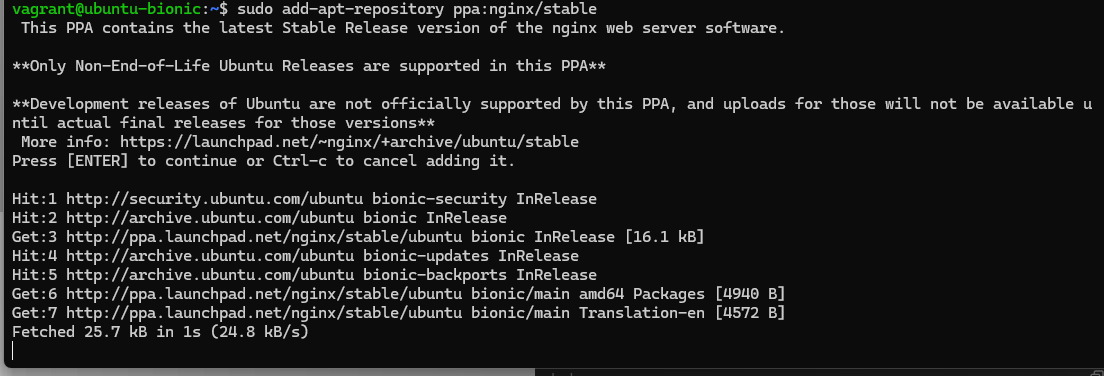 vagrant@ubuntu-bionic:~$ sudo add-apt-repository ppa:nginx/stable
 This PPA contains the latest Stable Release version of the nginx web server software.

**Only Non-End-of-Life Ubuntu Releases are supported in this PPA**

**Development releases of Ubuntu are not officially supported by this PPA, and uploads for those will not be available u
ntil actual final releases for those versions**
 More info: https://launchpad.net/~nginx/+archive/ubuntu/stable
Press [ENTER] to continue or Ctrl-c to cancel adding it.

Hit:1 http://security.ubuntu.com/ubuntu bionic-security InRelease
Hit:2 http://archive.ubuntu.com/ubuntu bionic InRelease
Get:3 http://ppa.launchpad.net/nginx/stable/ubuntu bionic InRelease [16.1 kB]
Hit:4 http://archive.ubuntu.com/ubuntu bionic-updates InRelease
Hit:5 http://archive.ubuntu.com/ubuntu bionic-backports InRelease
Get:6 http://ppa.launchpad.net/nginx/stable/ubuntu bionic/main amd64 Packages [4940 B]
Get:7 http://ppa.launchpad.net/nginx/stable/ubuntu bionic/main Translation-en [4572 B]
Fetched 25.7 kB in 1s (24.8 kB/s)